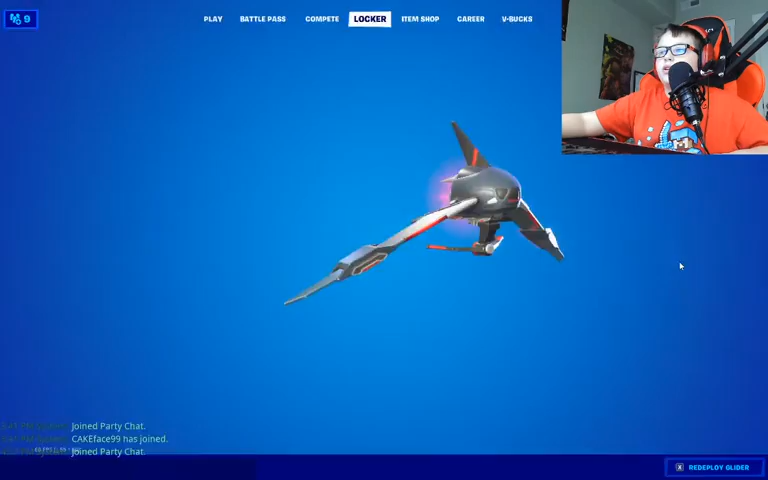 9
PLAY BATTLE PASS COMPETE LOCKER ITEM SHOP CAREER V-BUCKS
Joined Party Chat.
CAKEface99 has joined.
Joined Party Chat.
X REDEPLOY GLIDER